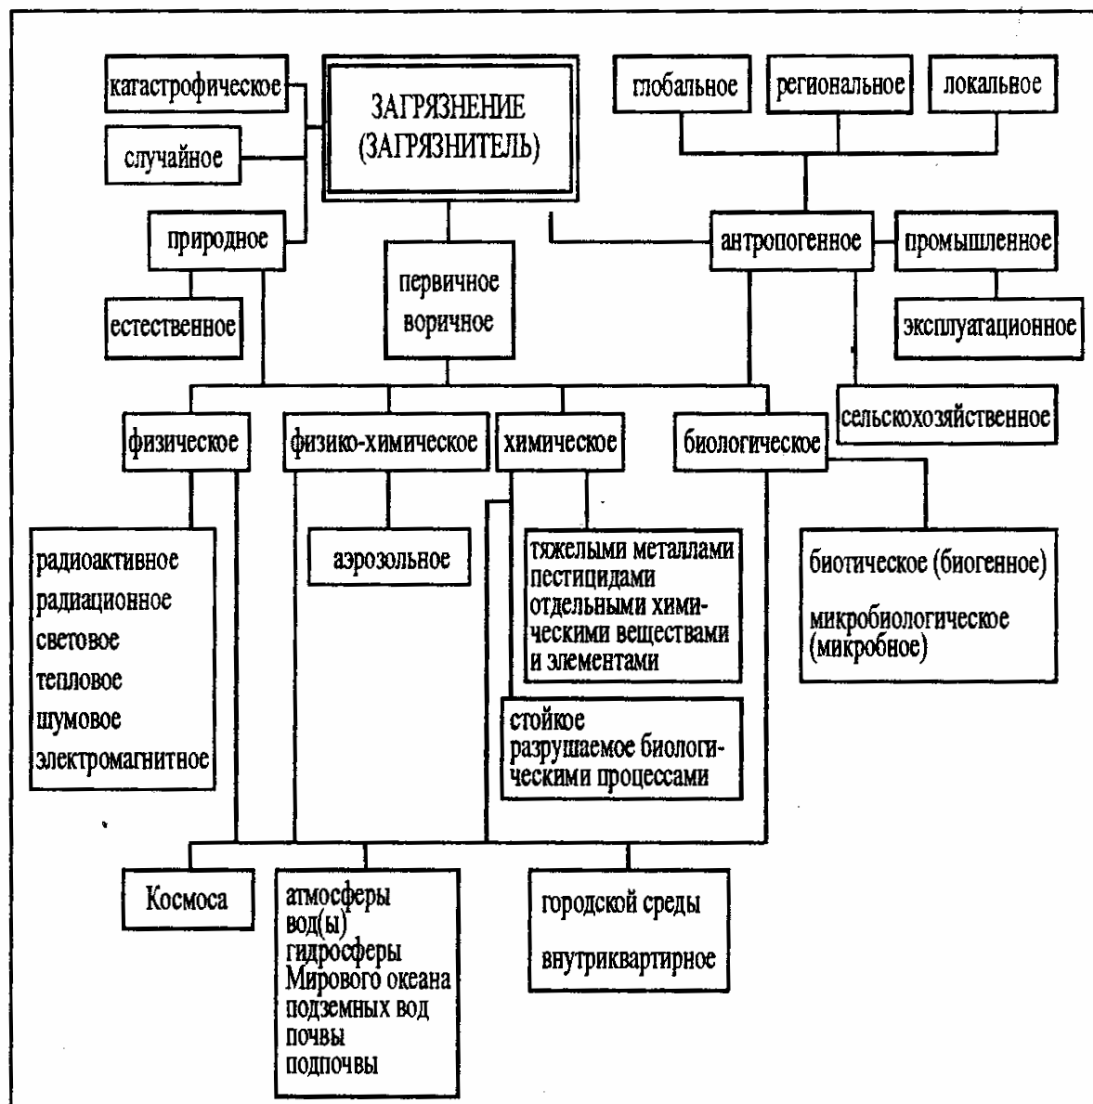 катастрофическое
ЗАГРЯЗНЕНИЕ
(ЗАГРЯЗНИТЕЛЬ)
глобальное
региональное
локальное
случайное
природное
антропогенное
промышленное
первичное
воричное
естественное
эксплуатационное
сельскохозяйственное
физическое
физико-химическое
химическое
биологическое
радиоактивное
радиационное
световое
тепловое
шумовое
электромагнитное
аэрозольное
тяжелыми металлами
пестицидами
отдельными хими-
ческими веществами
и элементами
биотическое (биогенное)
микробиологическое
(микробное)
стойкое
разрушаемое биологи-
ческими процессами
Космоса
атмосферы
вод(ы)
гидросферы
Мирового океана
подземных вод
почвы
подпочвы
городской среды
внутриквартирное